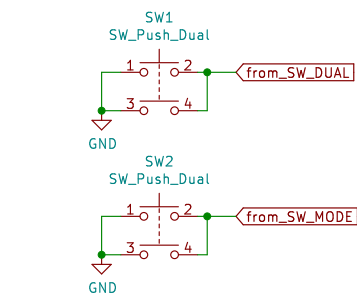 SW1
SW_Push_Dual
1 2
from_SW_DUAL
3 4
GND
SW2
SW_Push_Dual
1 2
from_SW_MODE
3 4
GND